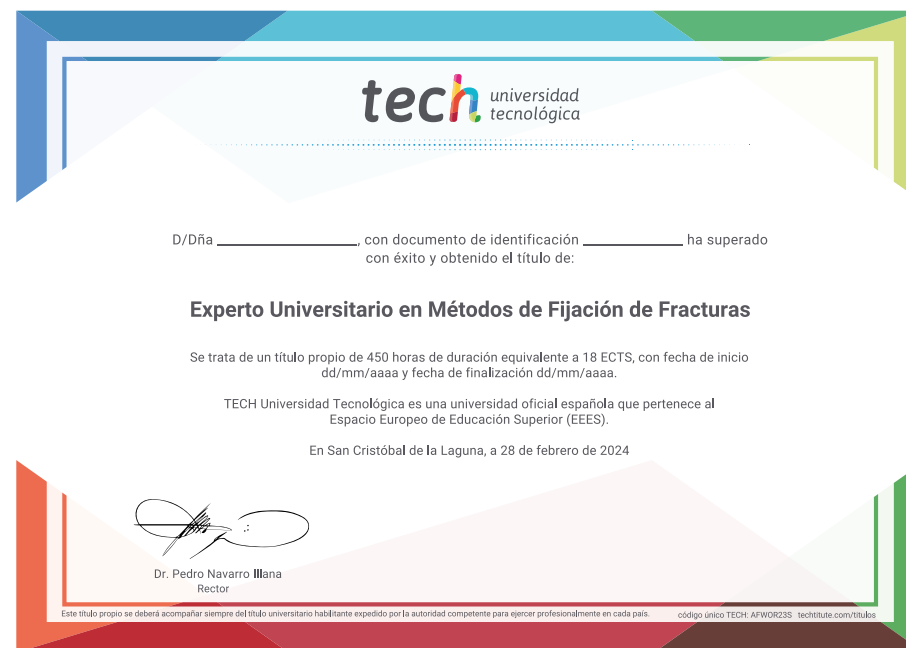 tech universidad
tecnológica
D/Dña ______________, con documento de identificación __________ ha superado
con éxito y obtenido el título de:
Experto Universitario en Métodos de Fijación de Fracturas
Se trata de un título propio de 450 horas de duración equivalente a 18 ECTS, con fecha de inicio
dd/mm/aaaa y fecha de finalización dd/mm/aaaa.
TECH Universidad Tecnológica es una universidad oficial española que pertenece al
Espacio Europeo de Educación Superior (EEES).
En San Cristóbal de la Laguna, a 28 de febrero de 2024
Dr. Pedro Navarro Illana
Rector
Este título propio se deberá acompañar siempre del título universitario habilitante expedido por la autoridad competente para ejercer profesionalmente en cada país.
código único TECH: AFWOR23S techtitute.com/titulos